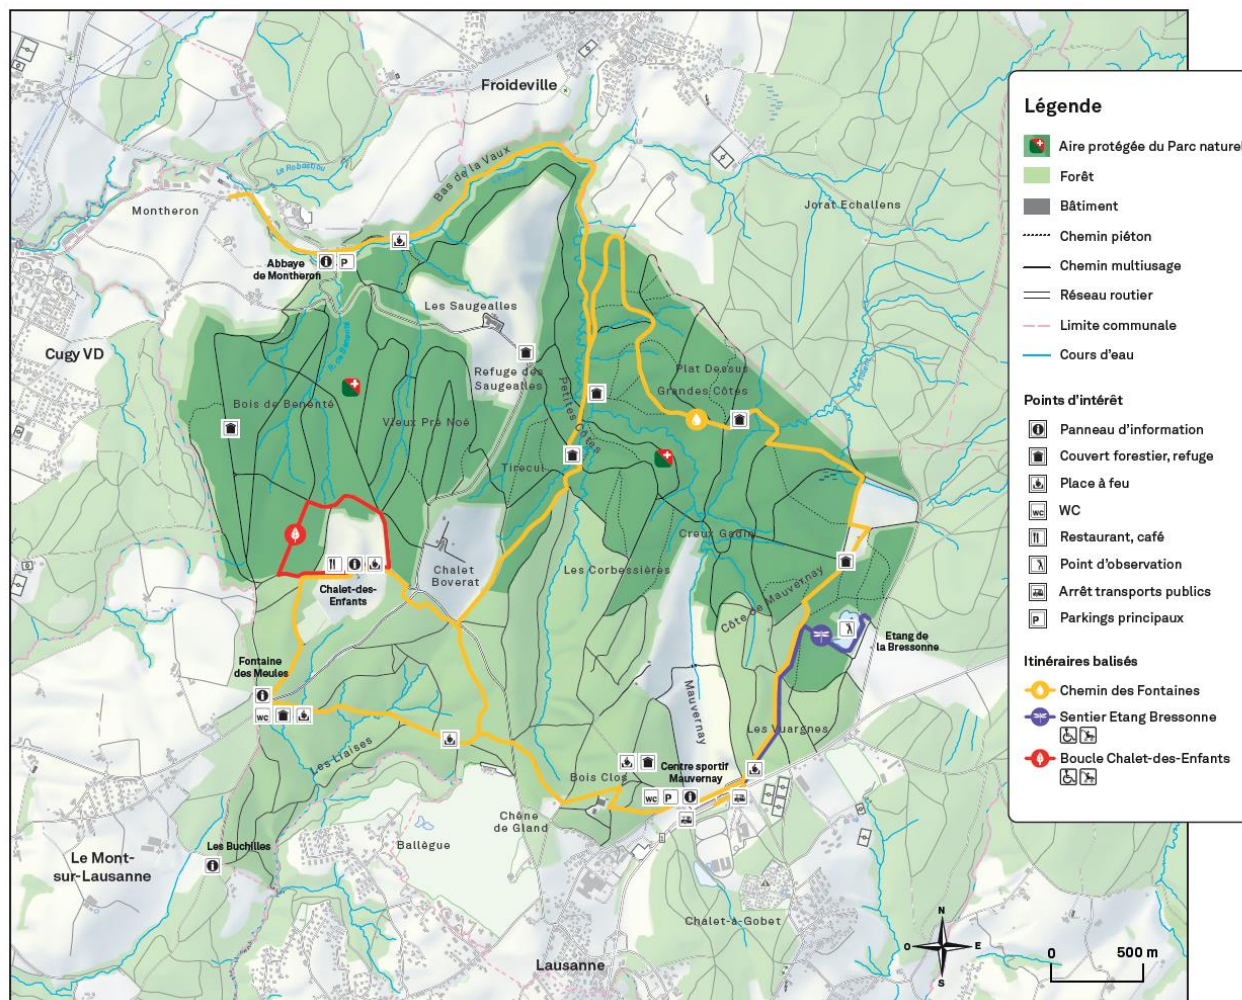 Froideville
Bas de la Vaux
Le Robastiou
Montheron
Jorat Echallens
Abbaye
de Montheron
P
Les Saugealles
Cugy VD
Refuge des
Saugealles
Petites Côtes
Plat Dessus
Grandes Côtes
Bois de Benenté
Vieux Pré Noé
Tirecul
Creux Gadin
Chalet
Boverat
Les Corbessières
Chalet-des-
Enfants
Côte de Mauvernay
Etang de
la Bressonne
Fontaine
des Meules
WC
Mauvernay
Les Vuargnes
Les Liaises
Bois Clos
Centre sportif
Mauvernay
WC
P
Chêne
de Gland
Ballègue
Les Buchilles
Le Mont-
sur-Lausanne
Chalet-à-Gobet
Lausanne
N
O
E
S
0
500 m
Légende
Aire protégée du Parc naturel
Forêt
Bâtiment
Chemin piéton
Chemin multiusage
Réseau routier
Limite communale
Cours d'eau
Points d'intérêt
Panneau d'information
Couvert forestier, refuge
Place à feu
WC WC
Restaurant, café
Point d'observation
Arrêt transports publics
P Parkings principaux
Itinéraires balisés
Chemin des Fontaines
Sentier Etang Bressonne
Boucle Chalet-des-Enfants